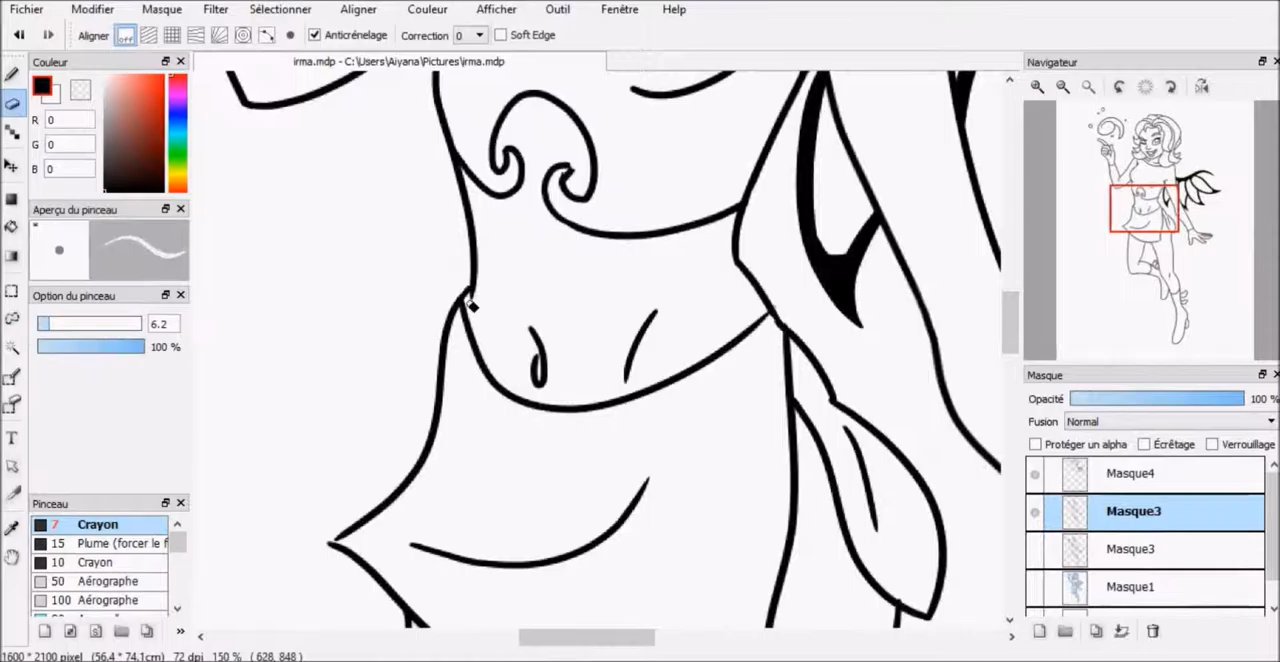 Fichier Modifier Masque Filter Sélectionner Aligner Couleur Afficher Outil Fenêtre Help
Aligner off Anticrénelage Correction 0 Soft Edge
Couleur
irma.mdp - C:\Users\Aiyana\Pictures\irma.mdp
Navigateur
R 0
G 0
B 0
Aperçu du pinceau
Option du pinceau
6.2
100 %
Masque
Opacité 100 %
Fusion Normal
Protéger un alpha Écrêtage Verrouillage
Masque4
Masque3
Masque3
Masque1
Pinceau
7 Crayon
15 Plume (forcer le f
10 Crayon
50 Aérographe
100 Aérographe
1600 * 2100 pixel (56.4 * 74.1cm) 72 dpi 150 % ( 628, 848 )